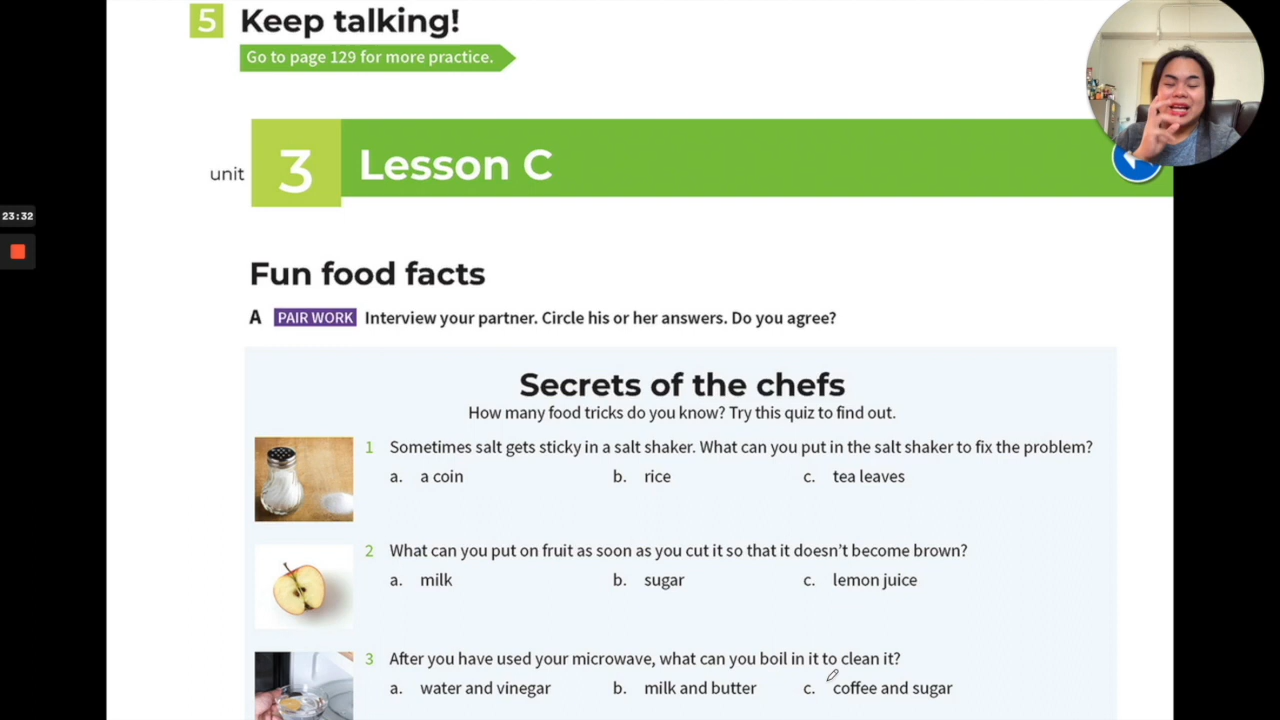 5 Keep talking!
Go to page 129 for more practice.
unit 3 Lesson C
23:32
Fun food facts
A PAIR WORK Interview your partner. Circle his or her answers. Do you agree?
Secrets of the chefs
How many food tricks do you know? Try this quiz to find out.
1 Sometimes salt gets sticky in a salt shaker. What can you put in the salt shaker to fix the problem?
a. a coin b. rice c. tea leaves
2 What can you put on fruit as soon as you cut it so that it doesn't become brown?
a. milk b. sugar c. lemon juice
3 After you have used your microwave, what can you boil in it to clean it?
a. water and vinegar b. milk and butter c. coffee and sugar